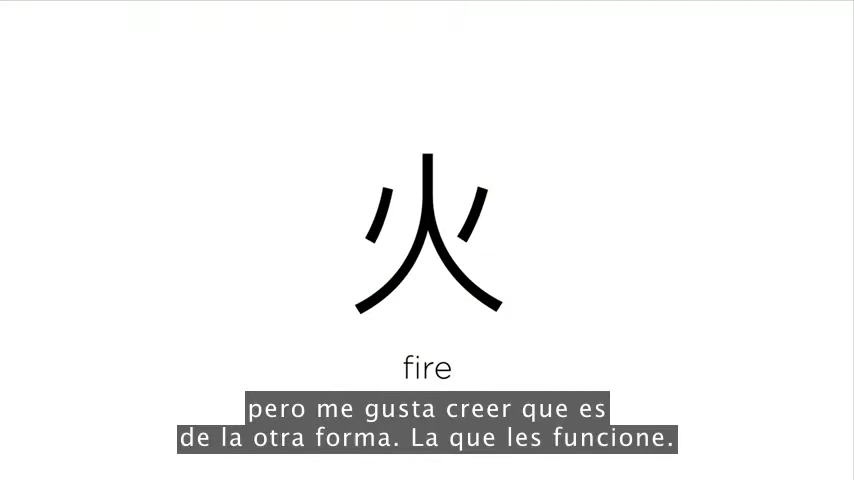 火
fire
pero me gusta creer que es
de la otra forma. La que les funcione.